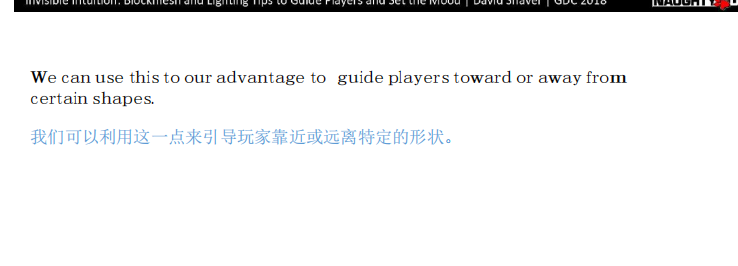 Invisible Intuition: Blockmesh and Lighting Tips to Guide Players and Set the Mood | David Shaver | GDC 2018
We can use this to our advantage to guide players toward or away from
certain shapes.
我们可以利用这一点来引导玩家靠近或远离特定的形状。